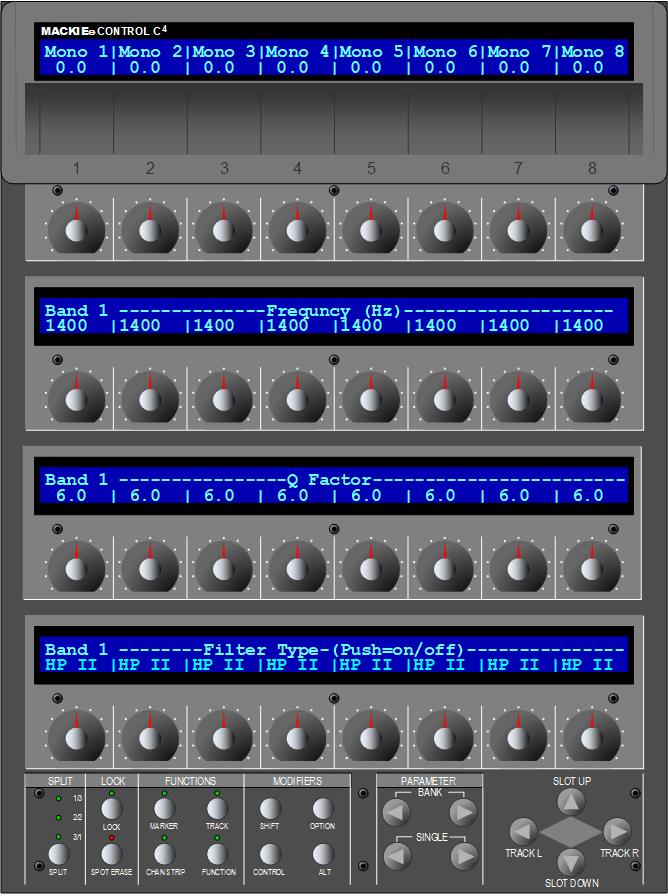 MACKIE CONTROL C4
Mono 1|Mono 2|Mono 3|Mono 4|Mono 5|Mono 6|Mono 7|Mono 8
0.0 | 0.0 | 0.0 | 0.0 | 0.0 | 0.0 | 0.0 | 0.0
1 2 3 4 5 6 7 8
Band 1 --------------Frequncy (Hz)--------------------
1400 |1400 |1400 |1400 |1400 |1400 |1400 |1400
Band 1 ----------------Q Factor------------------------
6.0 | 6.0 | 6.0 | 6.0 | 6.0 | 6.0 | 6.0 | 6.0
Band 1 --------Filter Type-(Push=on/off)---------------
HP II |HP II |HP II |HP II |HP II |HP II |HP II |HP II
SPLIT LOCK FUNCTIONS MODIFIERS PARAMETER SLOT UP
BANK
1/3
2/2
3/1
LOCK MARKER TRACK SHIFT OPTION
SINGLE
TRACK L TRACK R
SPLIT SPOT ERASE CHAN STRIP FUNCTION CONTROL ALT
SLOT DOWN